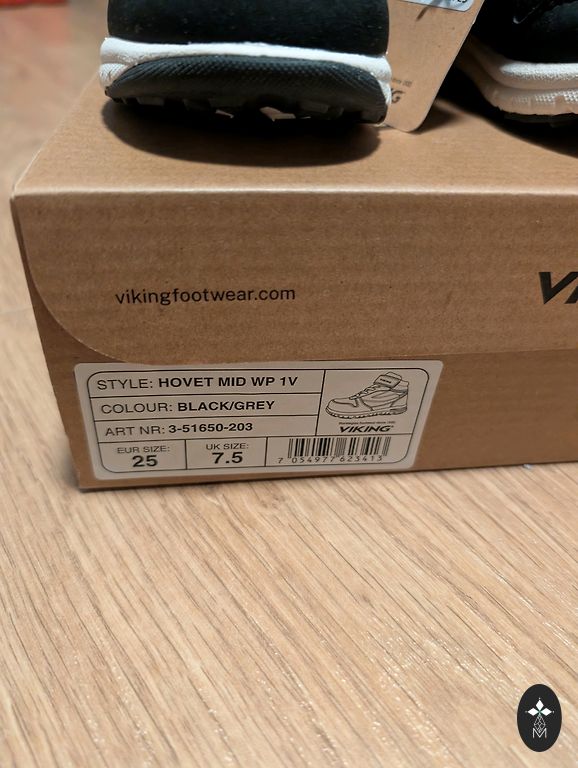 vikingfootwear.com
STYLE: HOVET MID WP 1V
COLOUR: BLACK/GREY
ART NR: 3-51650-203
EUR SIZE:
25
UK SIZE:
7.5
VIKING
7 054977 623413